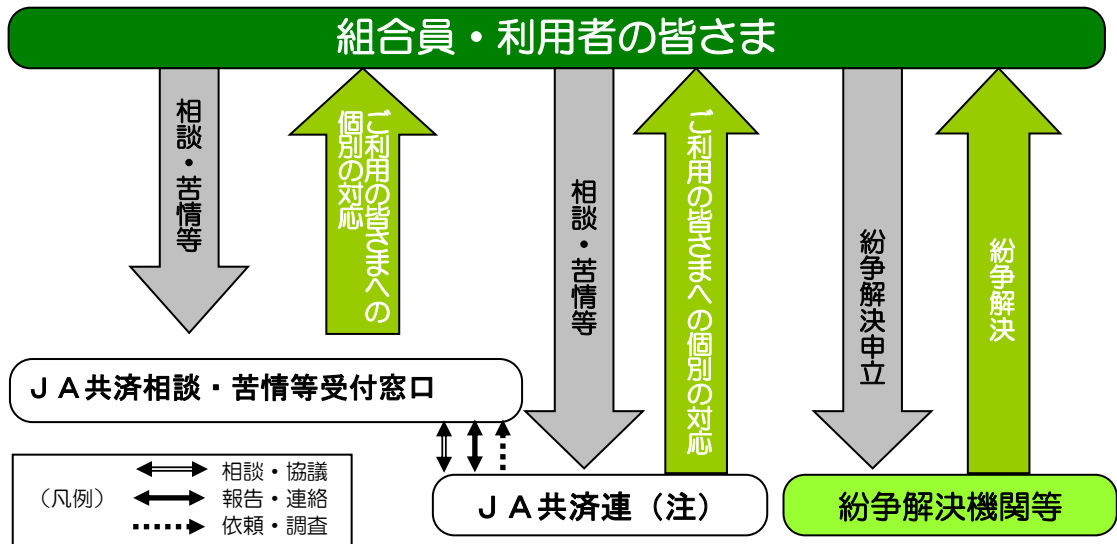 組合員・利用者の皆さま
相談・苦情等
ご利用の皆さまへの
個別の対応
相談・苦情等
ご利用の皆さまへの個別の対応
紛争解決申立
紛争解決
ＪＡ共済相談・苦情等受付窓口
ＪＡ共済連（注）
紛争解決機関等
（凡例）
相談・協議
報告・連絡
依頼・調査